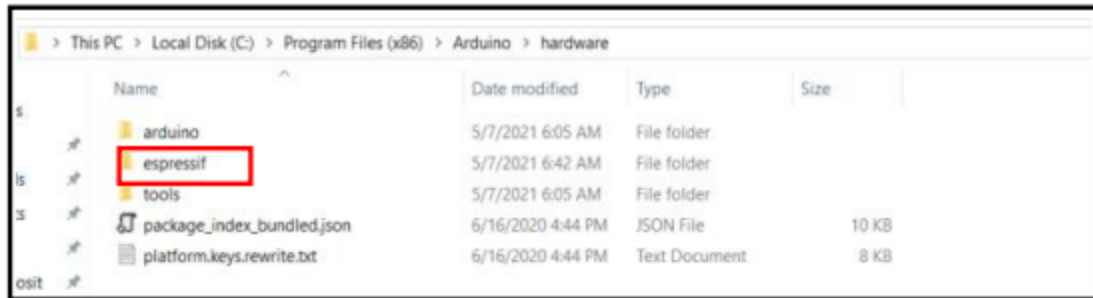 > This PC > Local Disk (C:) > Program Files (x86) > Arduino > hardware
Name Date modified Type Size
s
arduino 5/7/2021 6:05 AM File folder
espressif 5/7/2021 6:42 AM File folder
ls
tools 5/7/2021 6:05 AM File folder
package_index_bundled.json 6/16/2020 4:44 PM JSON File 10 KB
platform.keys.rewrite.txt 6/16/2020 4:44 PM Text Document 8 KB
osit